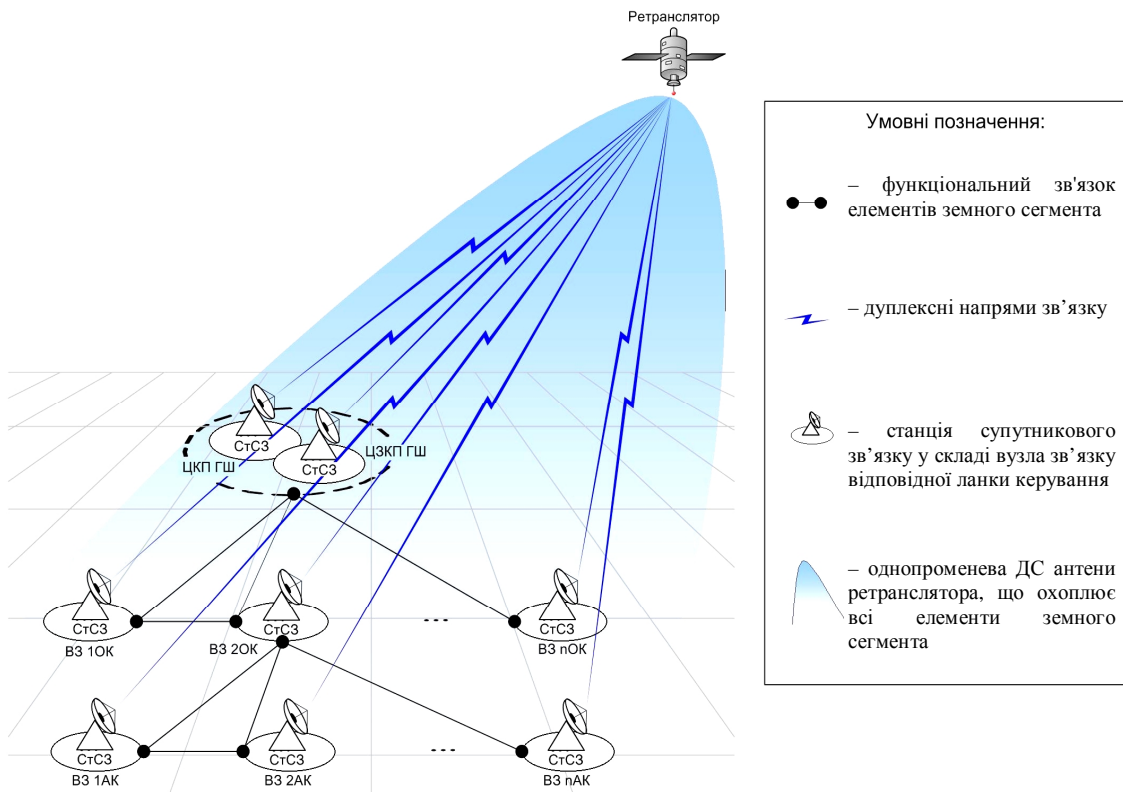 Ретранслятор
Умовні позначення:
– функціональний зв'язок
елементів земного сегмента
– дуплексні напрями зв’язку
– станція супутникового
зв’язку у складі вузла зв’язку
відповідної ланки керування
– однопроменева ДС антени
ретранслятора, що охоплює
всі елементи земного
сегмента
СтСЗ
ЦКП ГШ
СтСЗ
ЦЗКП ГШ
СтСЗ
ВЗ 1ОК
СтСЗ
ВЗ 2ОК
...
СтСЗ
ВЗ nОК
СтСЗ
ВЗ 1АК
СтСЗ
ВЗ 2АК
...
СтСЗ
ВЗ nАК